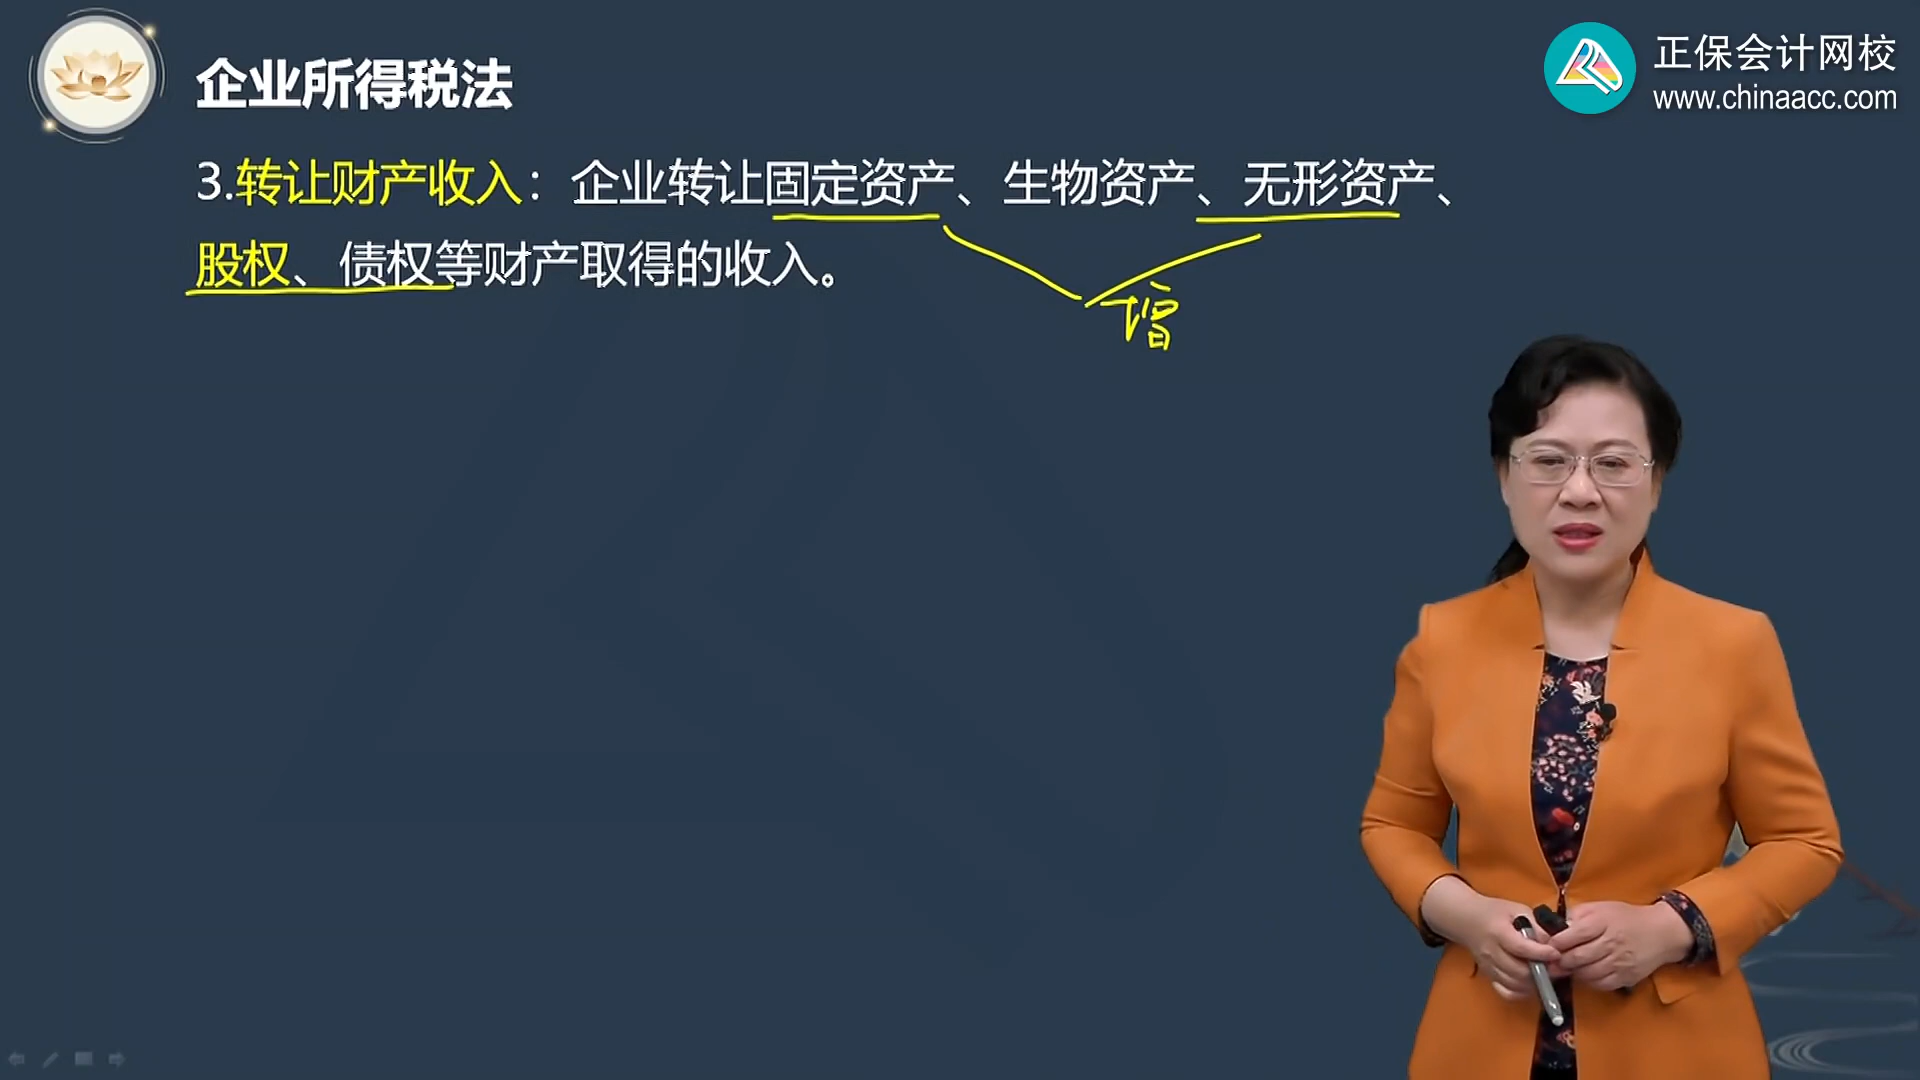 企业所得税法
正保会计网校
www.chinaacc.com
3.转让财产收入：企业转让固定资产、生物资产、无形资产、
股权、债权等财产取得的收入。
增